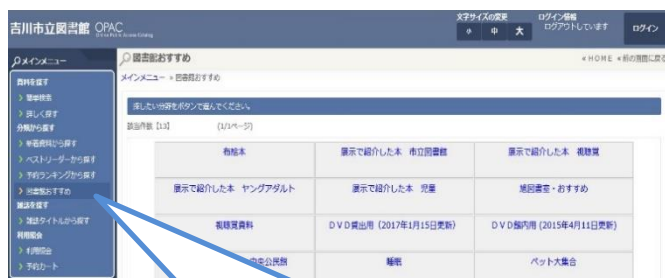 吉川市立図書館 OPAC
文字サイズの変更
小 中 大
ログイン情報
ログアウトしています
ログイン
メインメニュー
図書館おすすめ
«HOME «前の画面に戻る
メインメニュー > 図書館おすすめ
資料を探す
> 簡単検索
> 詳しく探す
分類から探す
> 新着資料から探す
> ベストリーダーから探す
> 予約ランキングから探す
> 図書館おすすめ
雑誌を探す
> 雑誌タイトルから探す
利用照会
> 利用照会
> 予約カート
探したい分野をボタンで選んでください。
該当件数【13】 (1/1ページ)
布絵本
展示で紹介した本 市立図書館
展示で紹介した本 視聴覚
展示で紹介した本 ヤングアダルト
展示で紹介した本 児童
旭図書室・おすすめ
視聴覚資料
DVD貸出用 (2017年1月15日更新)
DVD館内用 (2015年4月11日更新)
中央公民館
睡眠
ペット大集合